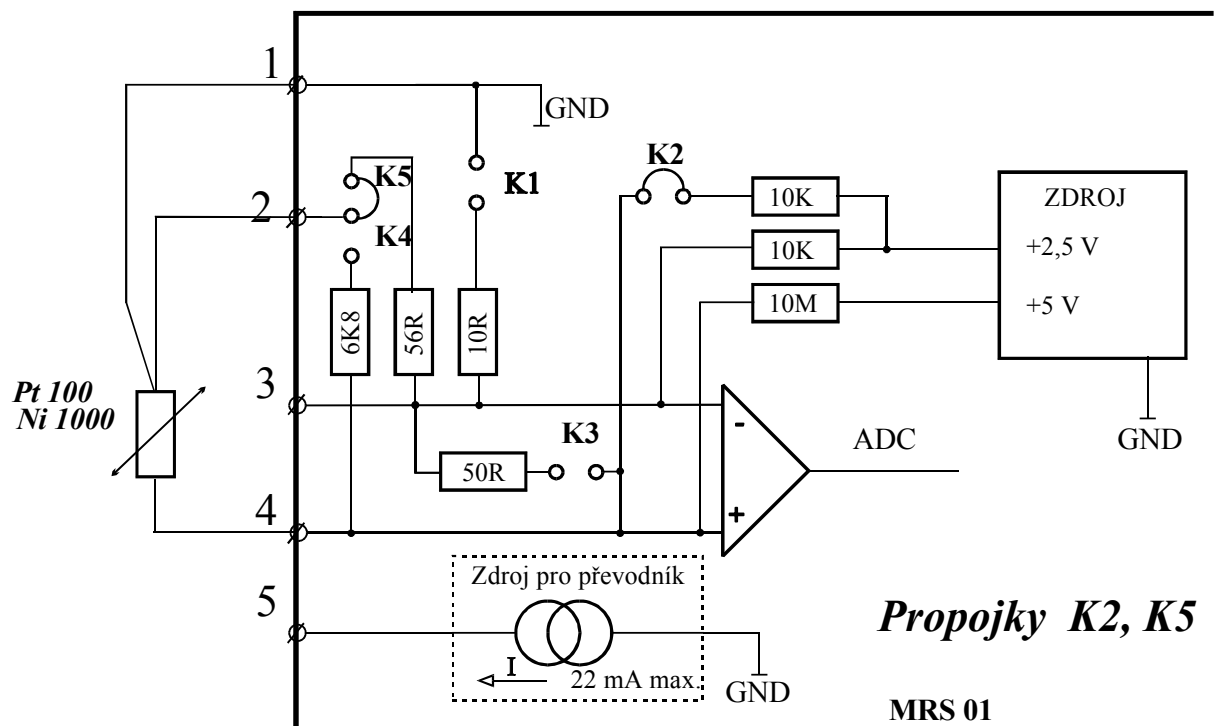 1
GND
K2
K5
K1
2
K4
10K
10K
10M
ZDROJ
+2,5 V
+5 V
6K8
56R
10R
Pt 100
Ni 1000
3
-
ADC
GND
K3
50R
4
+
Zdroj pro převodník
5
I
22 mA max.
GND
Propojky K2, K5
MRS 01